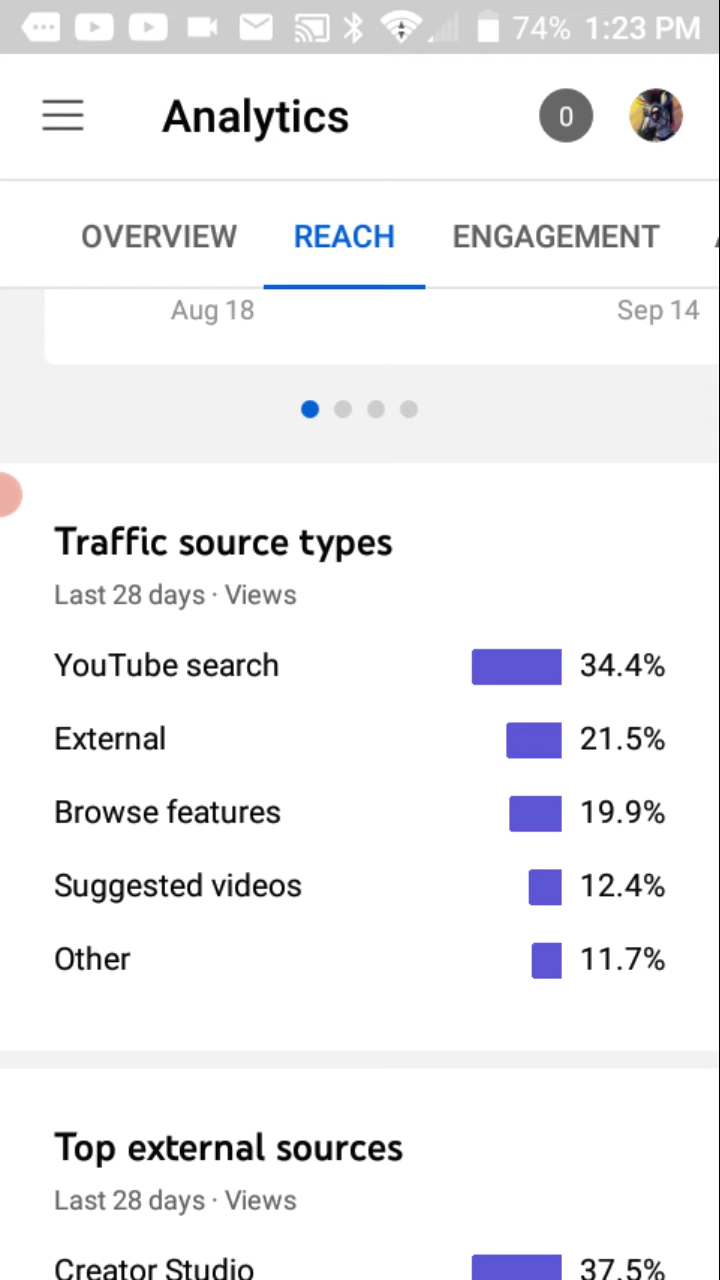 74% 1:23 PM
Analytics 0
OVERVIEW REACH ENGAGEMENT
Aug 18 Sep 14
Traffic source types
Last 28 days · Views
YouTube search 34.4%
External 21.5%
Browse features 19.9%
Suggested videos 12.4%
Other 11.7%
Top external sources
Last 28 days · Views
Creator Studio 37.5%